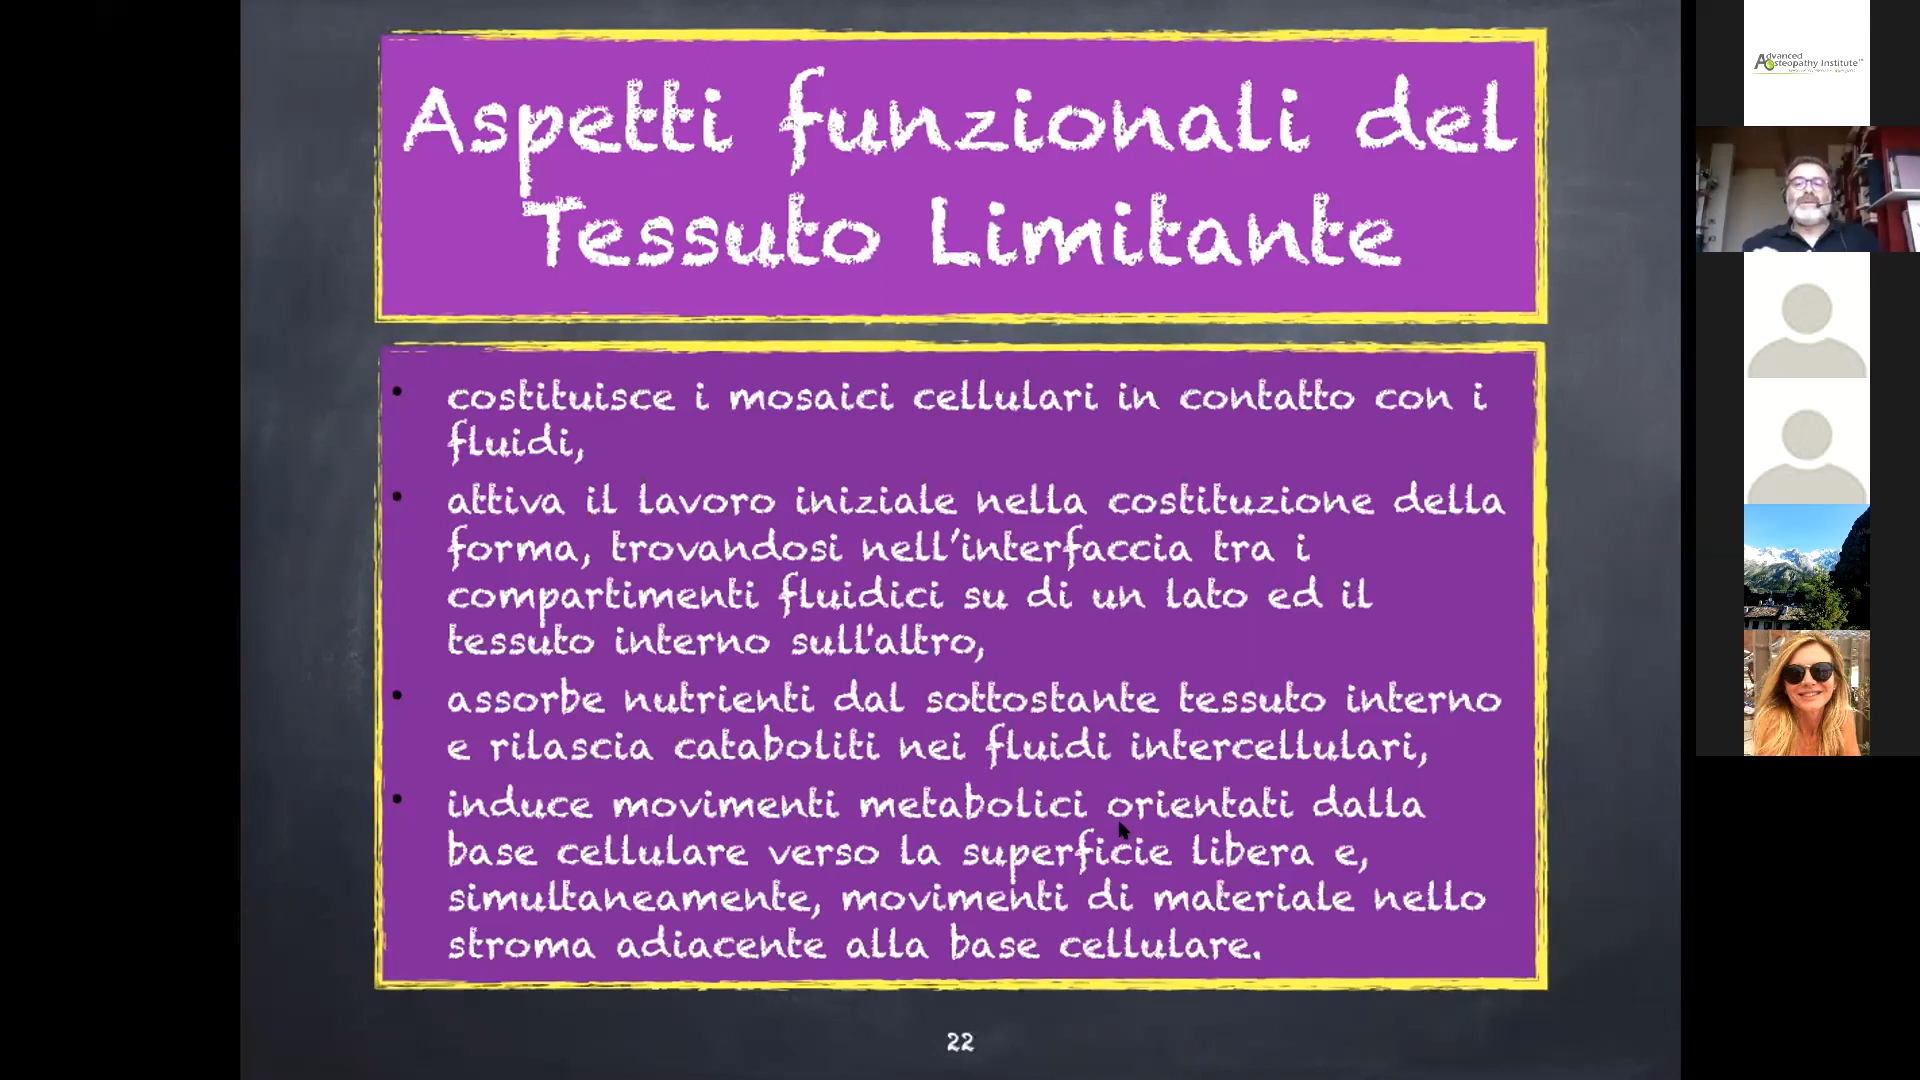 Aspetti funzionali del
Tessuto Limitante
• costituisce i mosaici cellulari in contatto con i
fluidi,
• attiva il lavoro iniziale nella costituzione della
forma, trovandosi nell’interfaccia tra i
compartimenti fluidici su di un lato ed il
tessuto interno sull'altro,
• assorbe nutrienti dal sottostante tessuto interno
e rilascia cataboliti nei fluidi intercellulari,
• induce movimenti metabolici orientati dalla
base cellulare verso la superficie libera e,
simultaneamente, movimenti di materiale nello
stroma adiacente alla base cellulare.
22
Advanced
Osteopathy Institute™